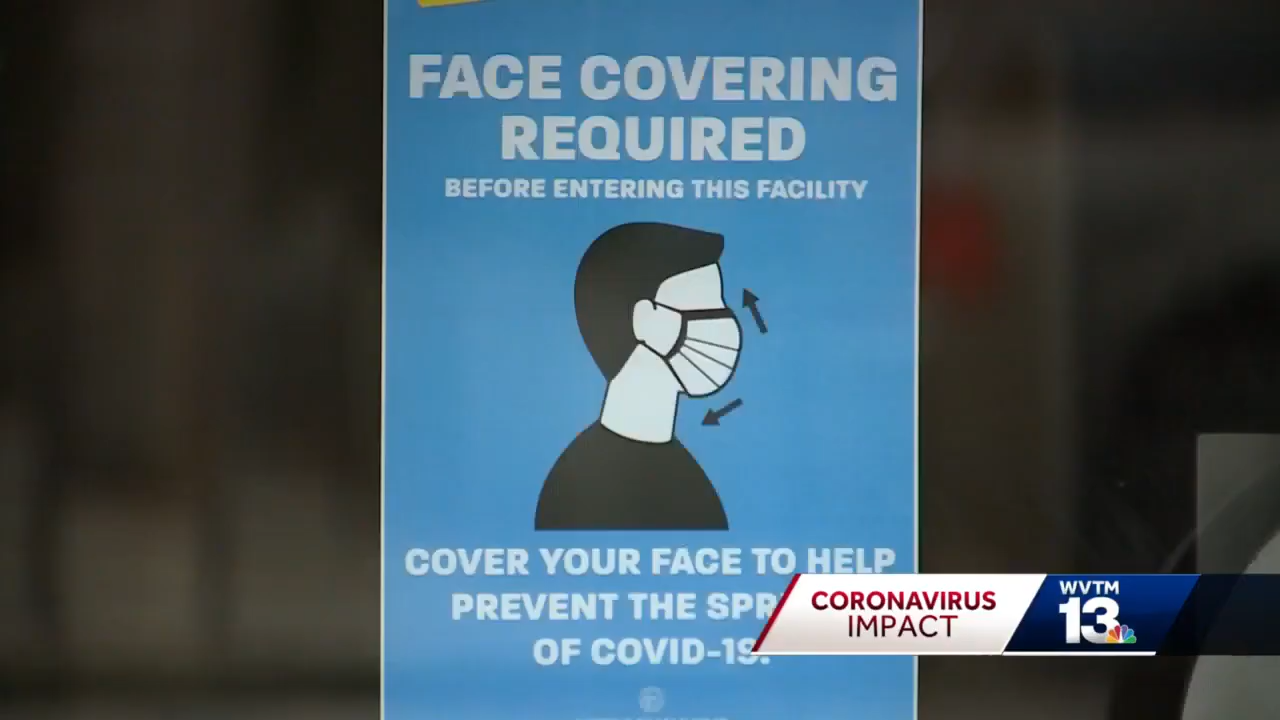 FACE COVERING
REQUIRED
BEFORE ENTERING THIS FACILITY
COVER YOUR FACE TO HELP
PREVENT THE SPR
OF COVID-19.
CORONAVIRUS
IMPACT
WVTM
13